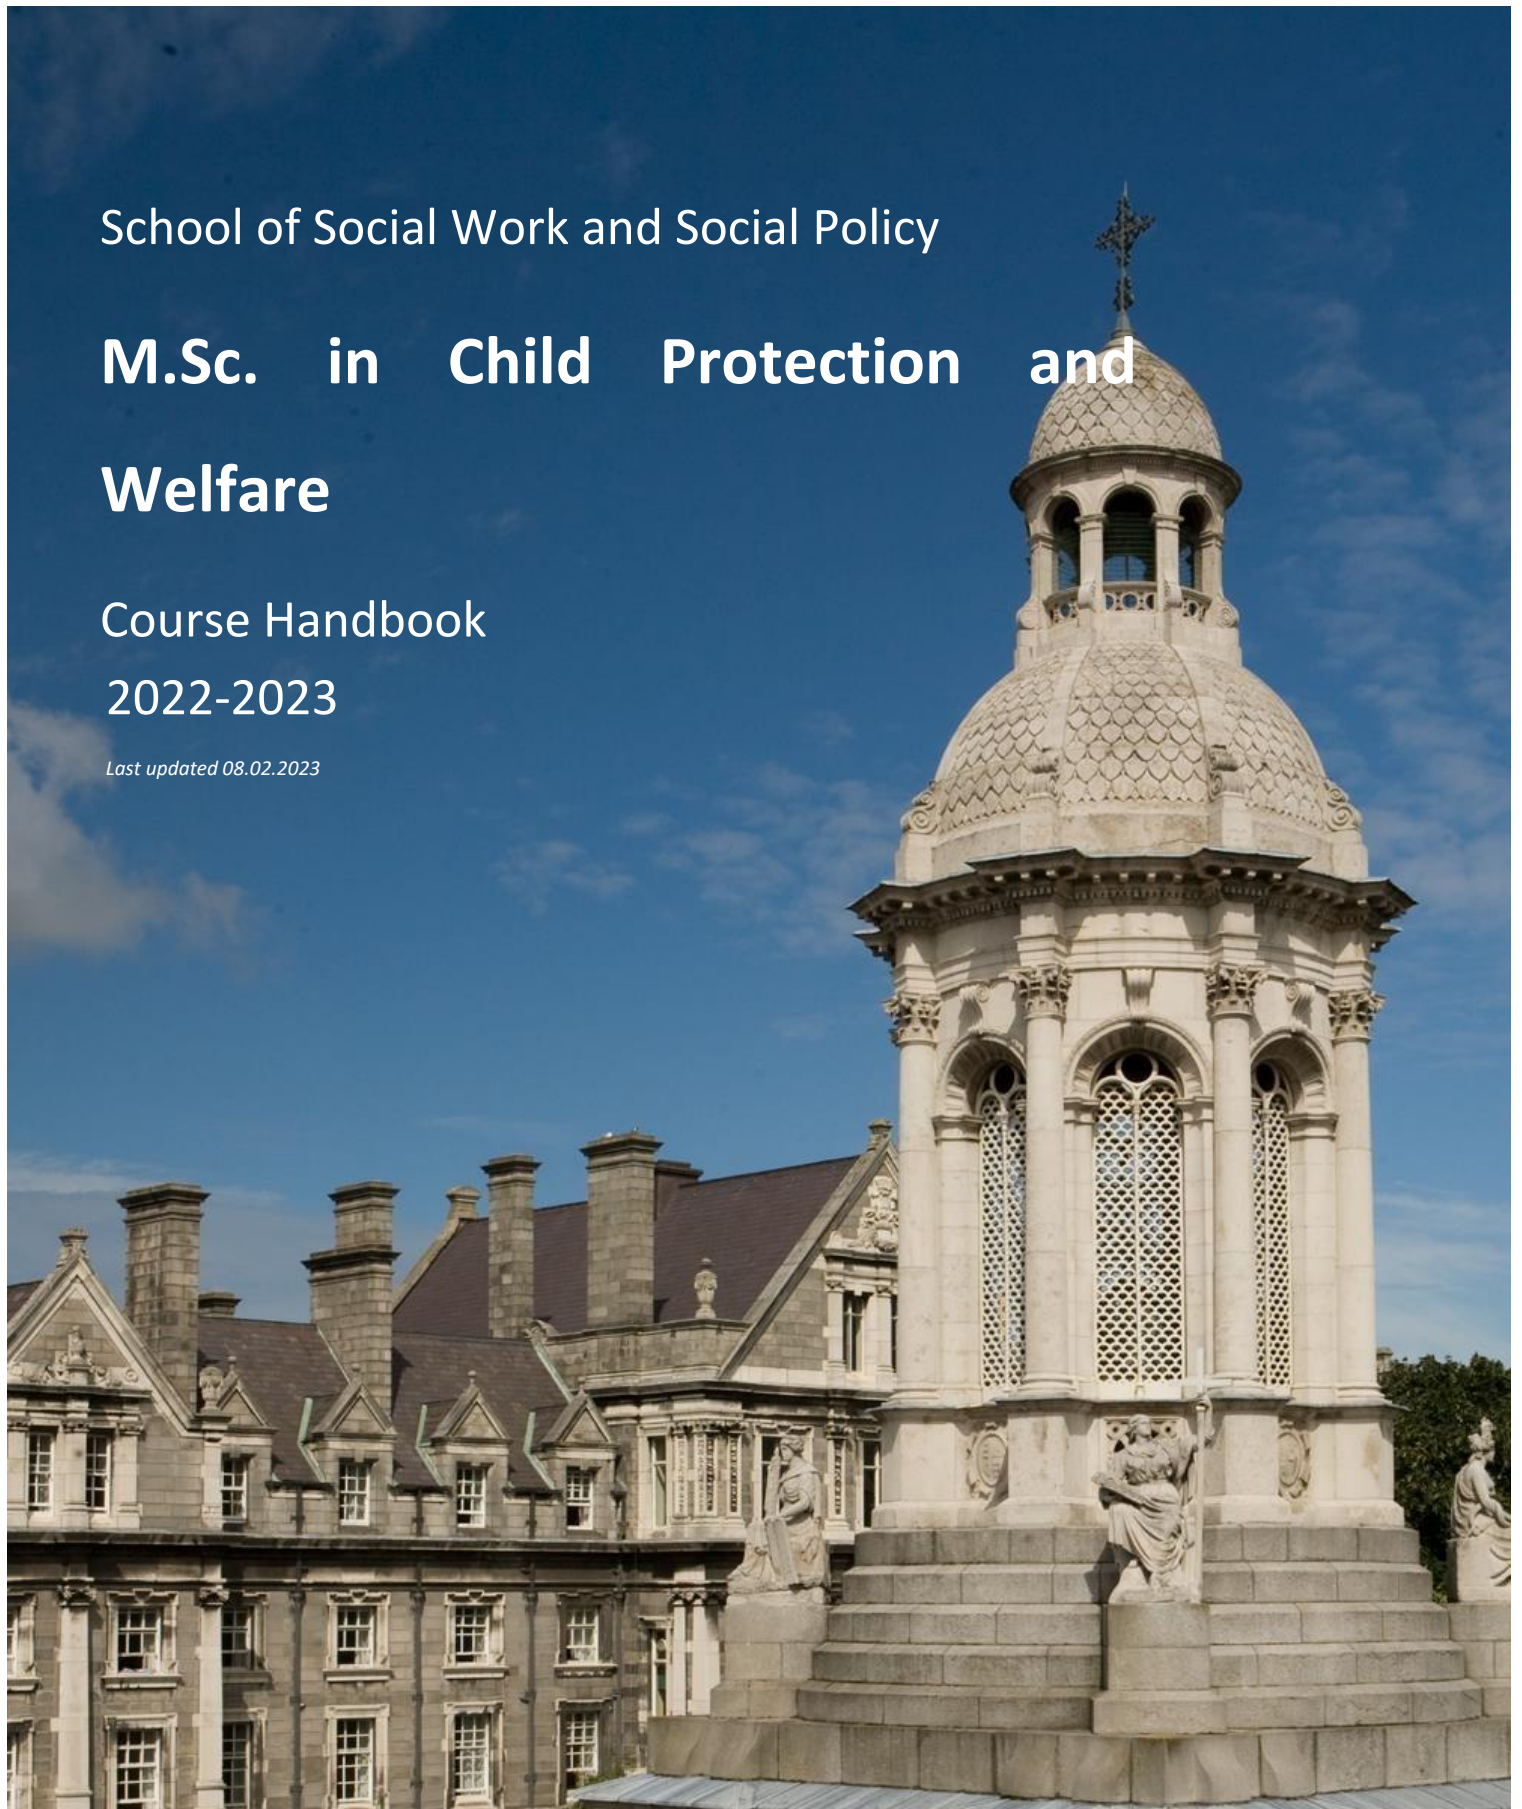 School of Social Work and Social Policy
M.Sc. in Child Protection and
Welfare
Course Handbook
2022-2023
Last updated 08.02.2023